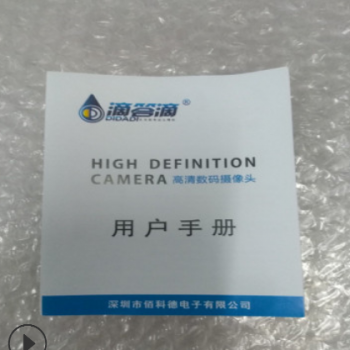 滴答滴®
DIDADI
HIGH DEFINITION
CAMERA 高清数码摄像头
用户手册
深圳市佰科德电子有限公司